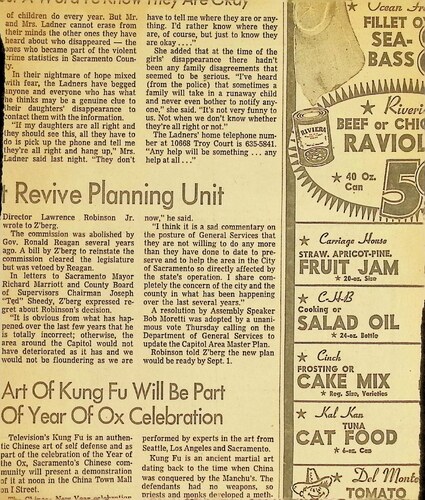 A Word To Know They Are Okay
of children do every year. But Mr.
and Mrs. Ladner cannot erase from
their minds the other ones they have
heard about who disappeared — the
ones who became part of the violent
crime statistics in Sacramento Coun-
ty.
In their nightmare of hope mixed
with fear, the Ladners have begged
anyone and everyone who has what
he thinks may be a genuine clue to
their daughters' disappearance to
contact them with the information.
"If my daughters are all right and
they should see this, all they have to
do is pick up the phone and tell me
they're all right and hang up," Mrs.
Ladner said last night. "They don't
have to tell me where they are or any-
thing. I'd rather know where they
are, of course, but just to know they
are okay . . . ."
She added that at the time of the
girls' disappearance there hadn't
been any family disagreements that
seemed to be serious. "I've heard
(from the police) that sometimes a
family will take in a runaway child
and never even bother to notify any-
one," she said. "It's not very funny to
us. Not when we don't know whether
they're all right or not."
The Ladners' home telephone num-
ber at 10668 Troy Court is 635-5841.
"Any help will be something . . . any
help at all . . ."
t Revive Planning Unit
Director Lawrence Robinson Jr.
wrote to Z'berg.
The commission was abolished by
Gov. Ronald Reagan several years
ago. A bill by Z'berg to reinstate the
commission cleared the legislature
but was vetoed by Reagan.
In letters to Sacramento Mayor
Richard Marriott and County Board
of Supervisors Chairman Joseph
"Ted" Sheedy, Z'berg expressed re-
gret about Robinson's decision.
"It is obvious from what has hap-
pened over the last few years that he
is totally incorrect; otherwise, the
area around the Capitol would not
have deteriorated as it has and we
would not be floundering as we are
now," he said.
"I think it is a sad commentary on
the posture of General Services that
they are not willing to do any more
than they have done to date to pre-
serve and to help the area in the City
of Sacramento so directly affected by
the state's operation. I share com-
pletely the concern of the city and the
county in what has been happening
over the last several years."
A resolution by Assembly Speaker
Bob Moretti was adopted by a unani-
mous vote Thursday calling on the
Department of General Services to
update the Capitol Area Master Plan.
Robinson told Z'berg the new plan
would be ready by Sept. 1.
Art Of Kung Fu Will Be Part
Of Year Of Ox Celebration
Television's Kung Fu is an authen-
tic Chinese art of self defense and as
part of the celebration of the Year of
the Ox, Sacramento's Chinese com-
munity will present a demonstration
of it at noon in the China Town Mall
on I Street.
The Chinese New Year celebration
performed by experts in the art from
Seattle, Los Angeles and Sacramento.
Kung Fu is an ancient martial art
dating back to the time when China
was conquered by the Manchu's. The
defendants had no weapons, so
priests and monks developed a meth-
Ocean Fre
FILLET O
SEA-
BASS
8
Riviera
RIVIERA
BEEF or CHIC
RAVIOL
40 Oz.
Can
5
Carriage House
STRAW, APRICOT-PINE.
FRUIT JAM
20-oz. Size
C-H-B
Cooking or
SALAD OIL
24-oz. Bottle
Cinch
FROSTING OR
CAKE MIX
Reg. Size, Varieties
Kal Kan
TUNA
CAT FOOD
6-oz. Can
Del Monte
TOMATO